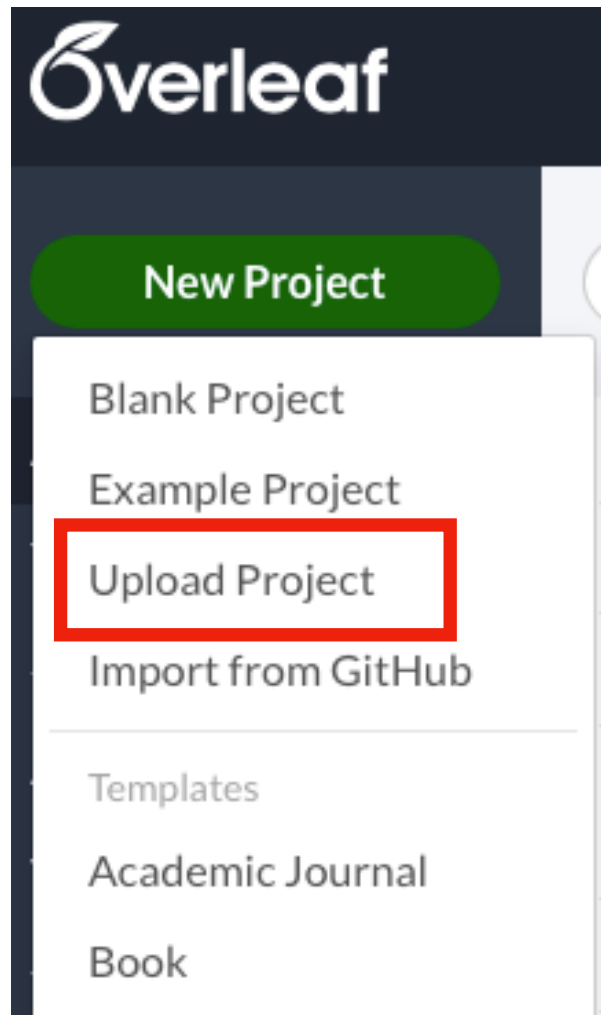 Overleaf
New Project
Blank Project
Example Project
Upload Project
Import from GitHub
Templates
Academic Journal
Book